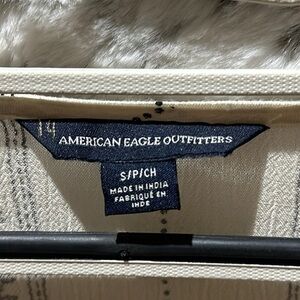 AMERICAN EAGLE OUTFITTERS
S/P/CH
MADE IN INDIA
FABRIQUÉ EN
INDE